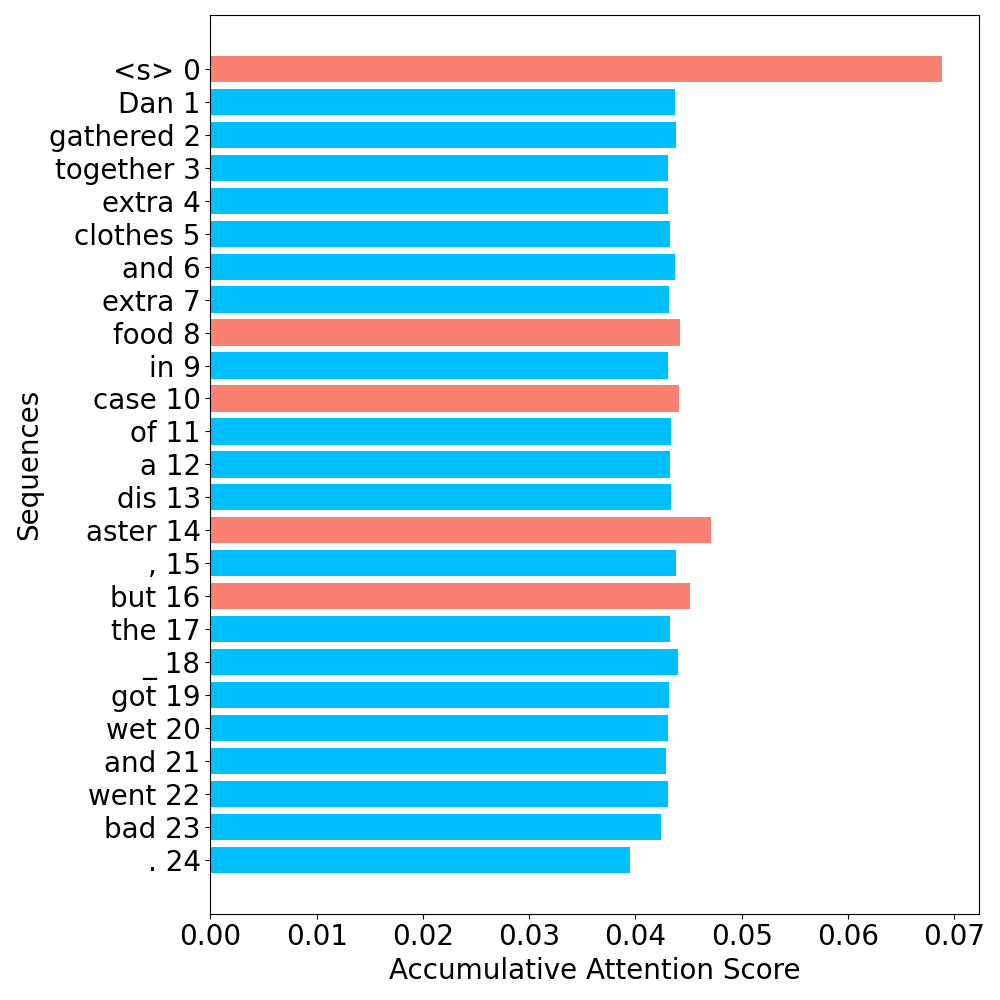 <s> 0
Dan 1
gathered 2
together 3
extra 4
clothes 5
and 6
extra 7
food 8
in 9
case 10
of 11
a 12
dis 13
aster 14
, 15
but 16
the 17
_ 18
got 19
wet 20
and 21
went 22
bad 23
. 24
Sequences
0.00 0.01 0.02 0.03 0.04 0.05 0.06 0.07
Accumulative Attention Score